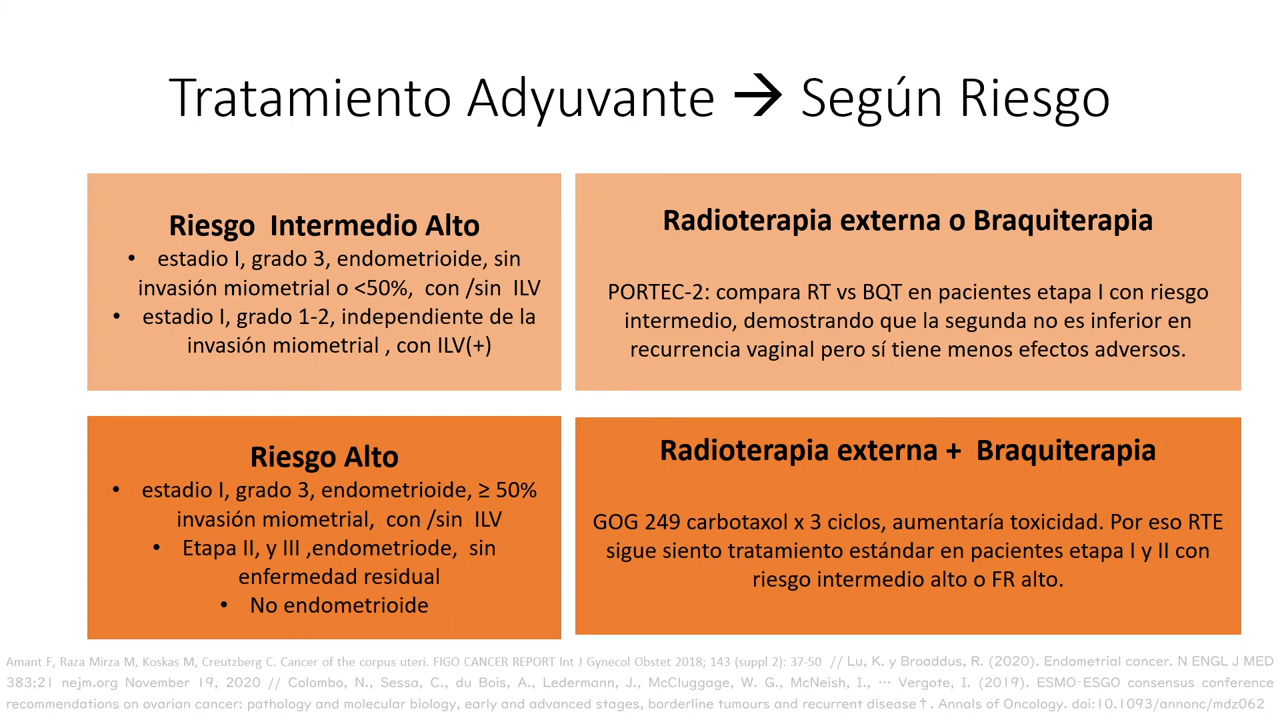 Tratamiento Adyuvante → Según Riesgo
Riesgo Intermedio Alto
• estadio I, grado 3, endometrioide, sin
invasión miometrial o <50%, con /sin ILV
• estadio I, grado 1-2, independiente de la
invasión miometrial , con ILV(+)
Radioterapia externa o Braquiterapia
PORTEC-2: compara RT vs BQT en pacientes etapa I con riesgo
intermedio, demostrando que la segunda no es inferior en
recurrencia vaginal pero sí tiene menos efectos adversos.
Riesgo Alto
• estadio I, grado 3, endometrioide, ≥ 50%
invasión miometrial, con /sin ILV
• Etapa II, y III ,endometriode, sin
enfermedad residual
• No endometrioide
Radioterapia externa + Braquiterapia
GOG 249 carbotaxol x 3 ciclos, aumentaría toxicidad. Por eso RTE
sigue siento tratamiento estándar en pacientes etapa I y II con
riesgo intermedio alto o FR alto.
Amant F, Raza Mirza M, Koskas M, Creutzberg C. Cancer of the corpus uteri. FIGO CANCER REPORT Int J Gynecol Obstet 2018; 143 (suppl 2): 37-50 // Lu, K. y Broaddus, R. (2020). Endometrial cancer. N ENGL J MED
383;21 nejm.org November 19, 2020 // Colombo, N., Sessa, C., du Bois, A., Ledermann, J., McCluggage, W. G., McNeish, I., … Vergote, I. (2019). ESMO–ESGO consensus conference
recommendations on ovarian cancer: pathology and molecular biology, early and advanced stages, borderline tumours and recurrent disease†. Annals of Oncology. doi:10.1093/annonc/mdz062